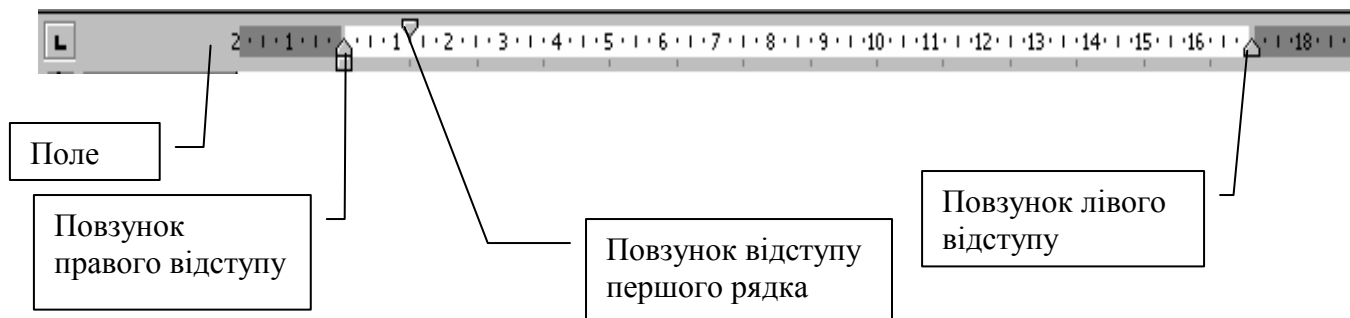 L 2 · ı · 1 · ı · ı · 1 ı · 2 · ı · 3 · ı · 4 · ı · 5 · ı · 6 · ı · 7 · ı · 8 · ı · 9 · ı · 10 · ı · 11 · ı · 12 · ı · 13 · ı · 14 · ı · 15 · ı · 16 · ı · ı · 18 · ı ·
Поле
Повзунок
правого відступу
Повзунок відступу
першого рядка
Повзунок лівого
відступу